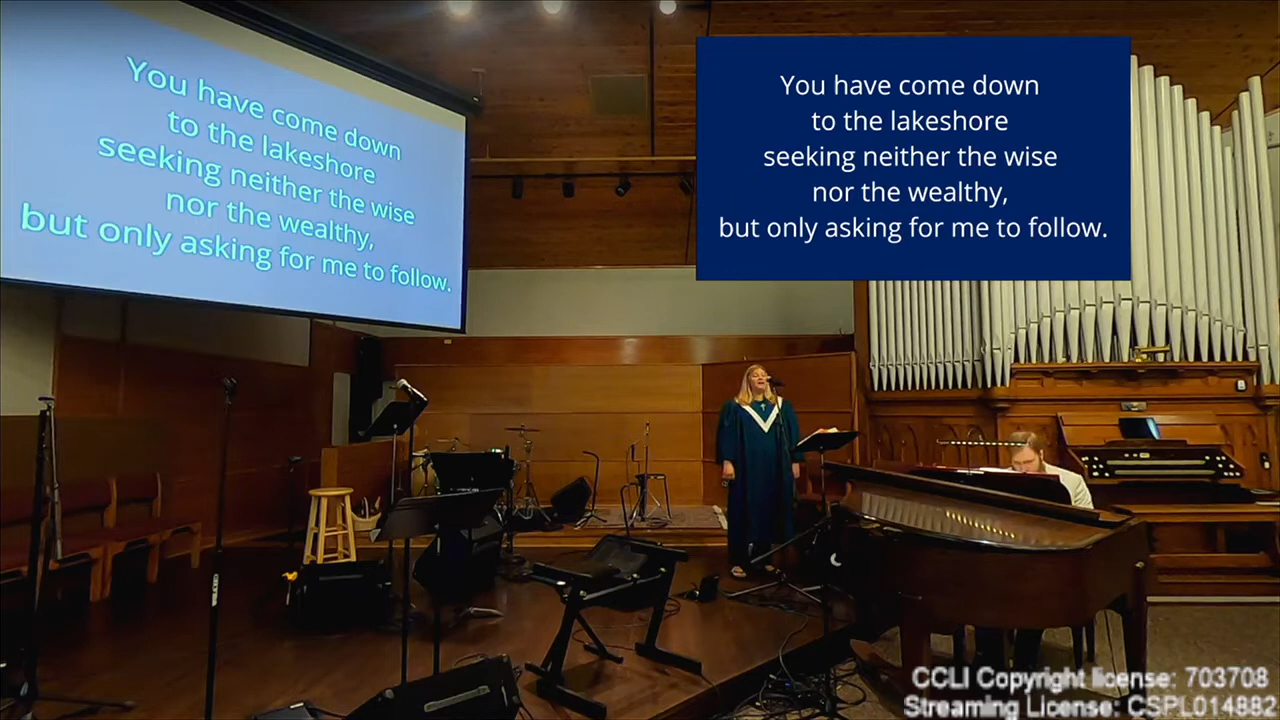 You have come down
to the lakeshore
seeking neither the wise
nor the wealthy,
but only asking for me to follow.
You have come down
to the lakeshore
seeking neither the wise
nor the wealthy,
but only asking for me to follow.
CCLI Copyright license: 703708
Streaming License: CSPL014882